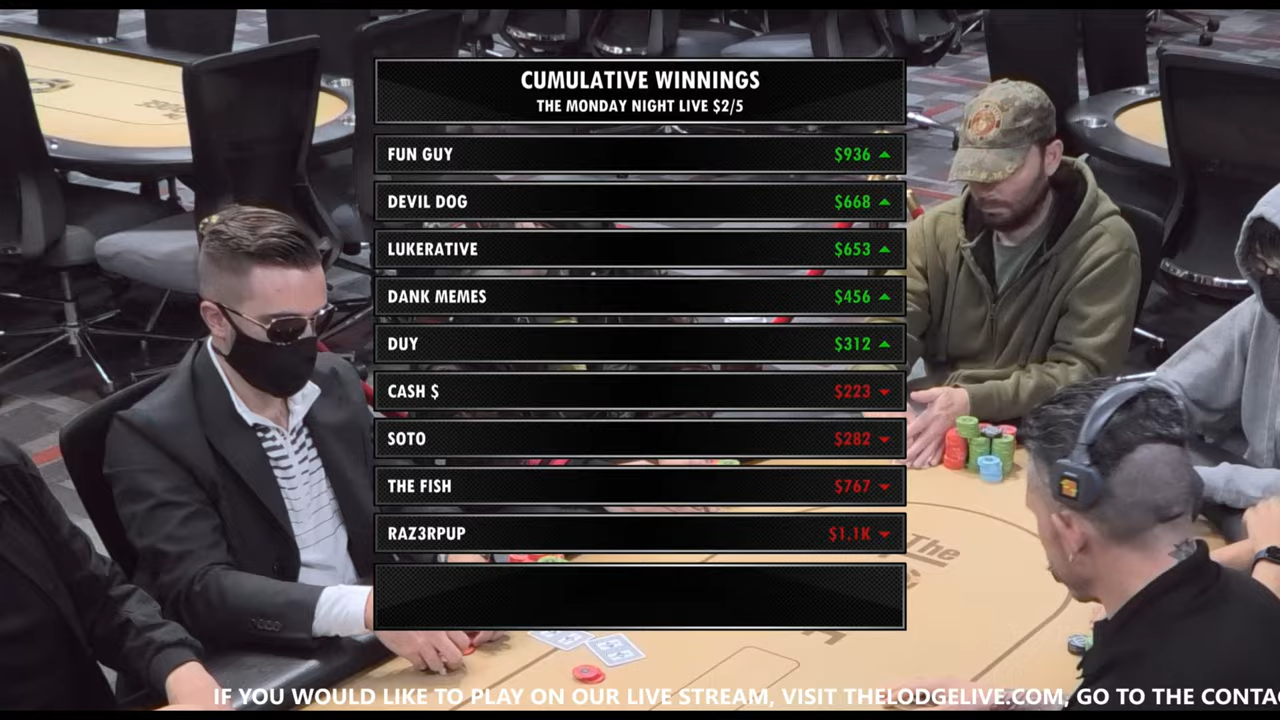 CUMULATIVE WINNINGS
THE MONDAY NIGHT LIVE $2/5
FUN GUY $936
DEVIL DOG $668
LUKERATIVE $653
DANK MEMES $456
DUY $312
CASH $ $223
SOTO $282
THE FISH $767
RAZ3RPUP $1.1K
The
IF YOU WOULD LIKE TO PLAY ON OUR LIVE STREAM, VISIT THELODGELIVE.COM, GO TO THE CONTA